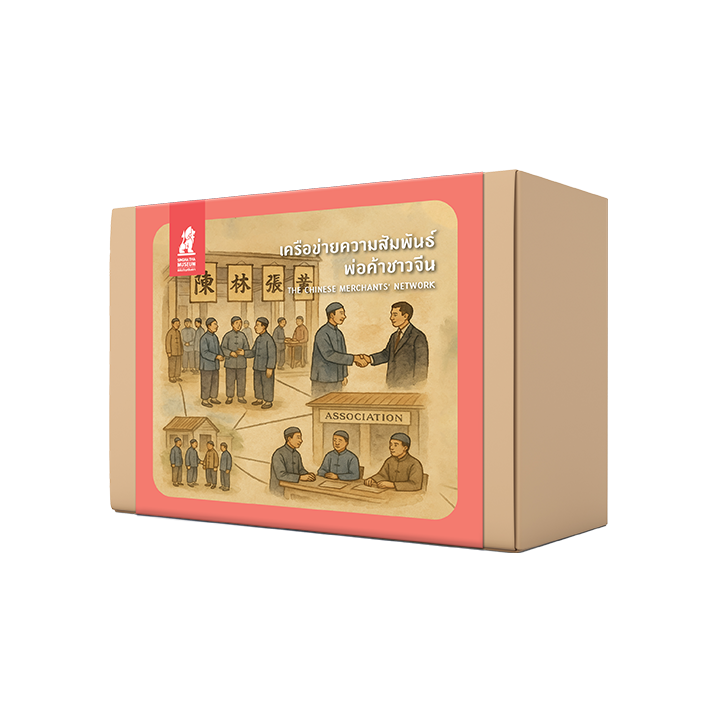 เครือข่ายความสัมพันธ์
พ่อค้าชาวจีน
THE CHINESE MERCHANTS' NETWORK
MUSEUM
陳 林 張 黄
ASSOCIATION